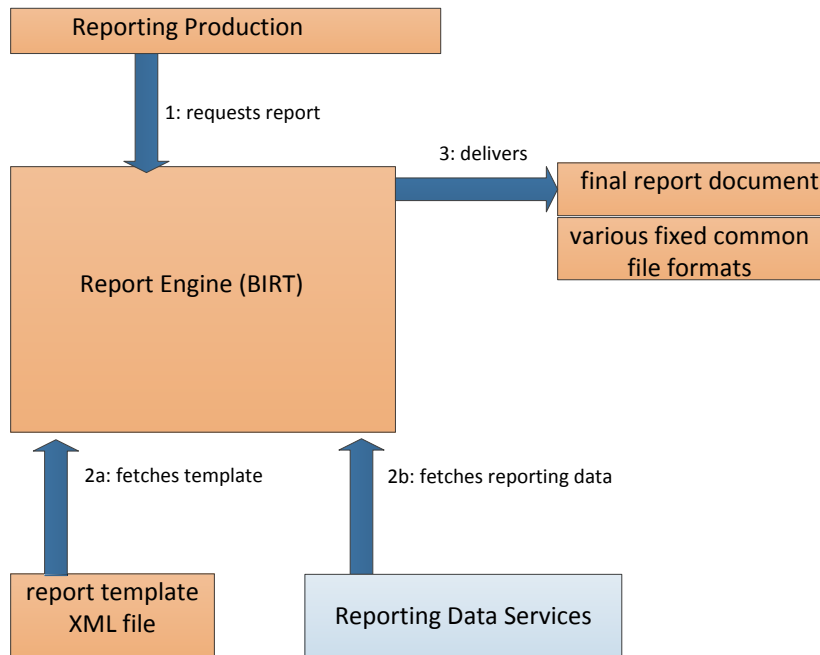 Reporting Production
1: requests report
3: delivers
final report document
various fixed common
file formats
Report Engine (BIRT)
2a: fetches template
2b: fetches reporting data
report template
XML file
Reporting Data Services